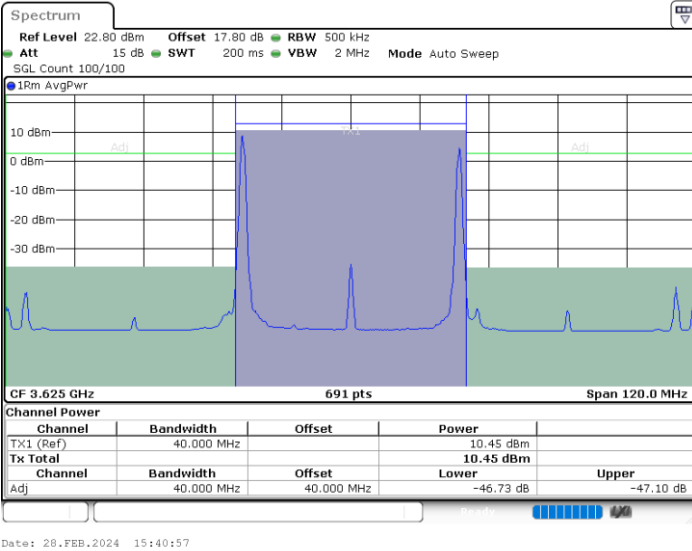 Spectrum
Ref Level 22.80 dBm Offset 17.80 dB RBW 500 kHz
Att 15 dB SWT 200 ms VBW 2 MHz Mode Auto Sweep
SGL Count 100/100
1Rm AvgPwr
TX1
10 dBm
Adj Adj
0 dBm
-10 dBm
-20 dBm
-30 dBm
CF 3.625 GHz 691 pts Span 120.0 MHz
Channel Power
Channel Bandwidth Offset Power
TX1 (Ref) 40.000 MHz 10.45 dBm
Tx Total 10.45 dBm
Channel Bandwidth Offset Lower Upper
Adj 40.000 MHz 40.000 MHz -46.73 dB -47.10 dB
Ready
Date: 28.FEB.2024 15:40:57